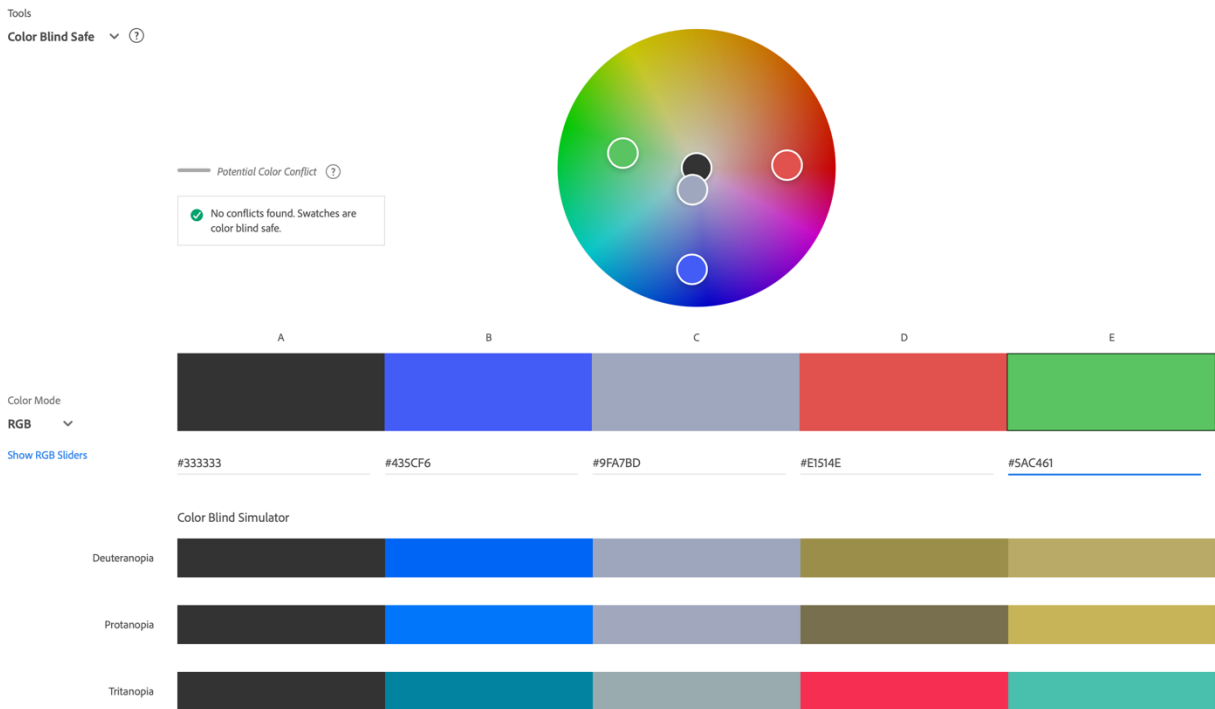 Tools
Color Blind Safe
?
Potential Color Conflict ?
No conflicts found. Swatches are
color blind safe.
A B C D E
Color Mode
RGB
Show RGB Sliders
#333333 #435CF6 #9FA7BD #E1514E #5AC461
Color Blind Simulator
Deuteranopia
Protanopia
Tritanopia